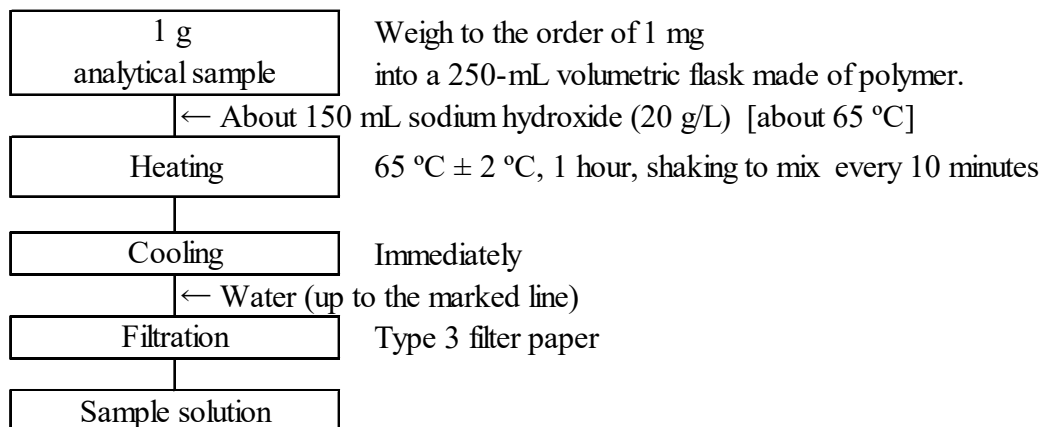 1 g Weigh to the order of 1 mg
analytical sample into a 250-mL volumetric flask made of polymer.
← About 150 mL sodium hydroxide (20 g/L) [about 65 ºC]
Heating 65 ºC ± 2 ºC, 1 hour, shaking to mix every 10 minutes
Cooling Immediately
← Water (up to the marked line)
Filtration Type 3 filter paper
Sample solution